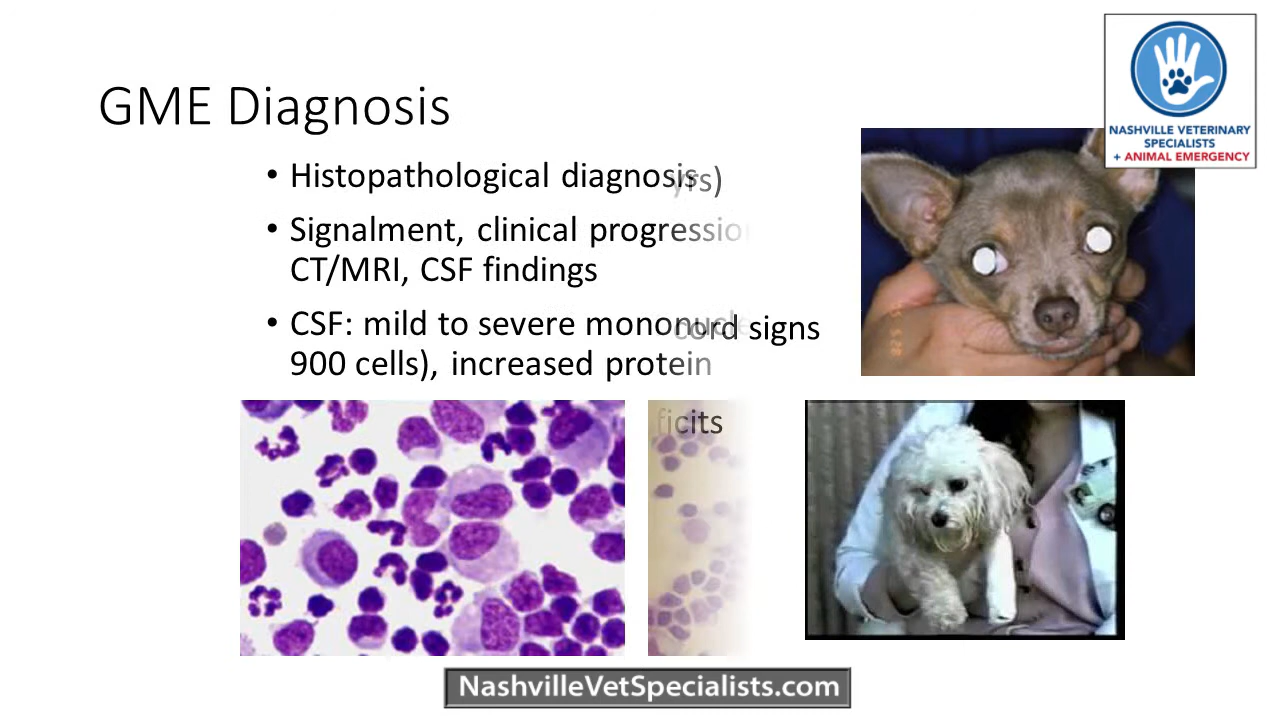 GME Diagnosis
NASHVILLE VETERINARY
SPECIALISTS
+ ANIMAL EMERGENCY
• Histopathological diagnosis
yrs)
• Signalment, clinical progression
CT/MRI, CSF findings
• CSF: mild to severe
cord signs
900 cells), increased protein
ficits
NashvilleVetSpecialists.com